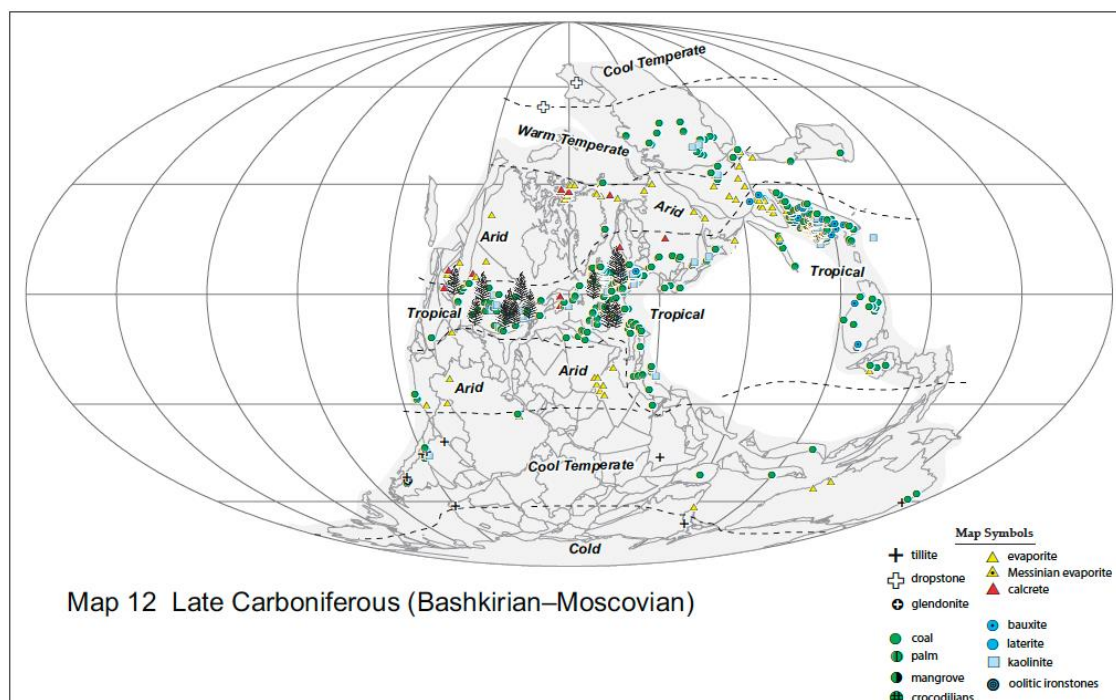 Cool Temperate
Warm Temperate
Arid
Arid
Tropical
Tropical
Tropical
Arid
Arid
Cool Temperate
Cold
Map 12 Late Carboniferous (Bashkirian–Moscovian)
Map Symbols
tillite
dropstone
glendonite
coal
palm
mangrove
crocodilians
evaporite
Messinian evaporite
calcrete
bauxite
laterite
kaolinite
oolitic ironstones